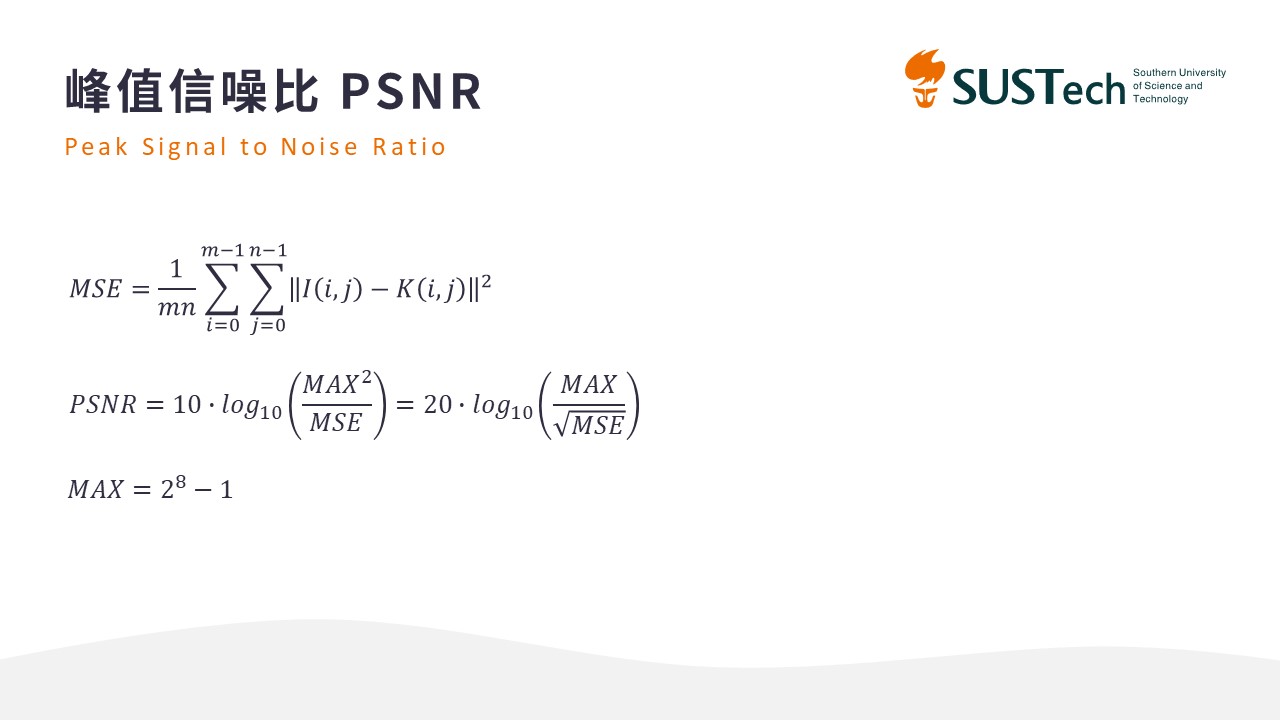 峰值信噪比 PSNR
Peak Signal to Noise Ratio
SUSTech
Southern University
of Science and
Technology
MSE = \frac{1}{mn} \sum_{i=0}^{m-1} \sum_{j=0}^{n-1} \|I(i,j) − K(i,j)\|^2
PSNR = 10 · log_{10} \left( \frac{MAX^2}{MSE} \right) = 20 · log_{10} \left( \frac{MAX}{\sqrt{MSE}} \right)
MAX = 2^8 − 1